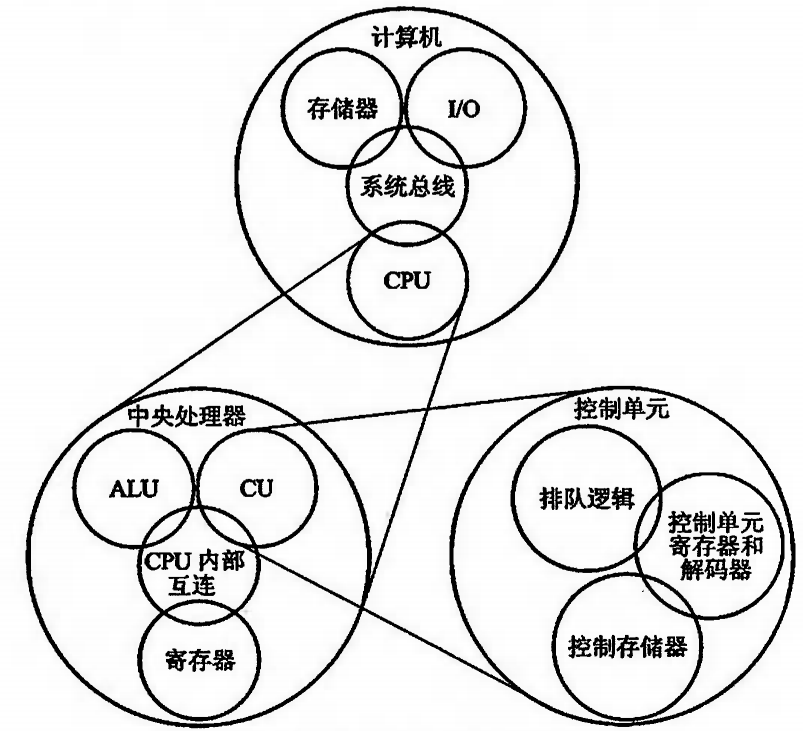 计算机
存储器
I/O
系统总线
CPU
中央处理器
ALU
CU
CPU 内部
互连
寄存器
控制单元
排队逻辑
控制单元
寄存器和
解码器
控制存储器